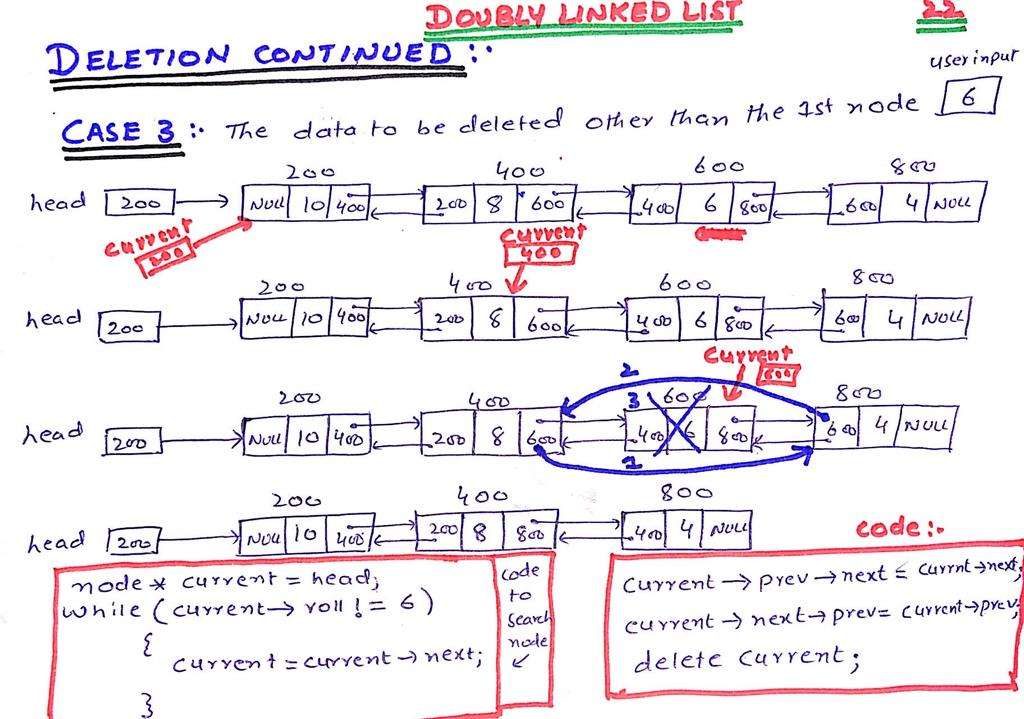 DOUBLY LINKED LIST 22
DELETION CONTINUED :-
user input
CASE 3 :- The data to be deleted other than the 1st node 6
200 400 600 800
head 200 NULL 10 400 200 8 600 400 6 800 600 4 NULL
current 200 current 400
200 400 600 800
head 200 NULL 10 400 200 8 600 400 6 800 600 4 NULL
current 600
2
200 400 3 600 800
head 200 NULL 10 400 200 8 600 400 6 800 600 4 NULL
1
200 400 800
head 200 NULL 10 400 200 8 800 400 4 NULL
code:-
node * current = head;
while (current → roll != 6)
{
current = current → next;
}
code
to
search
node
current → prev → next = currnt → next;
current → next → prev = current → prev;
delete current;